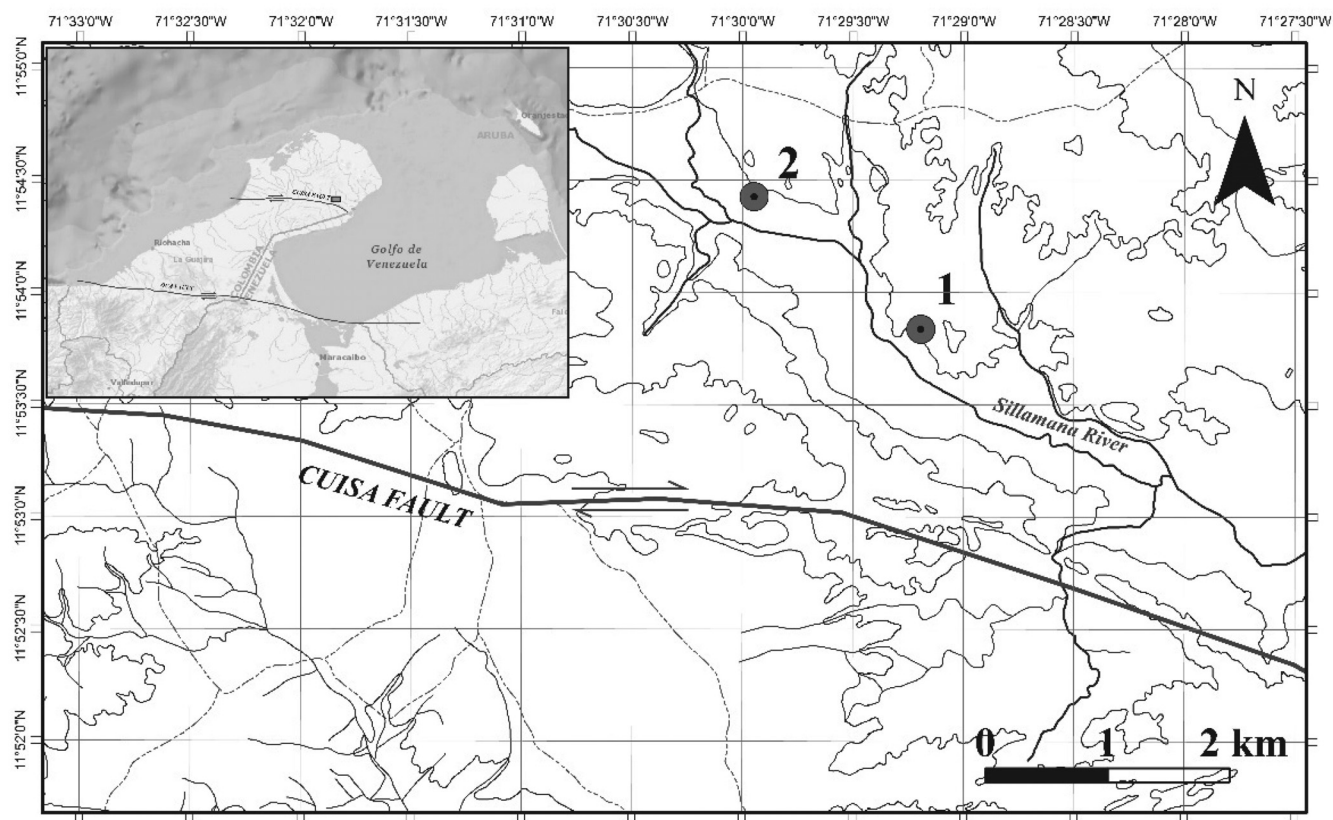 71°33'0"W 71°32'30"W 71°32'0"W 71°31'30"W 71°31'0"W 71°30'30"W 71°30'0"W 71°29'30"W 71°29'0"W 71°28'30"W 71°28'0"W 71°27'30"W
11°55'0"N
11°54'30"N
11°54'0"N
11°53'30"N
11°53'0"N
11°52'30"N
11°52'0"N
Oranjestad
ARUBA
CUISA FAULT
Riohacha
La Guajira
COLOMBIA
VENEZUELA
Golfo de
Venezuela
Maracaibo
Valledupar
N
2
1
Sillamana River
CUISA FAULT
0 1 2 km